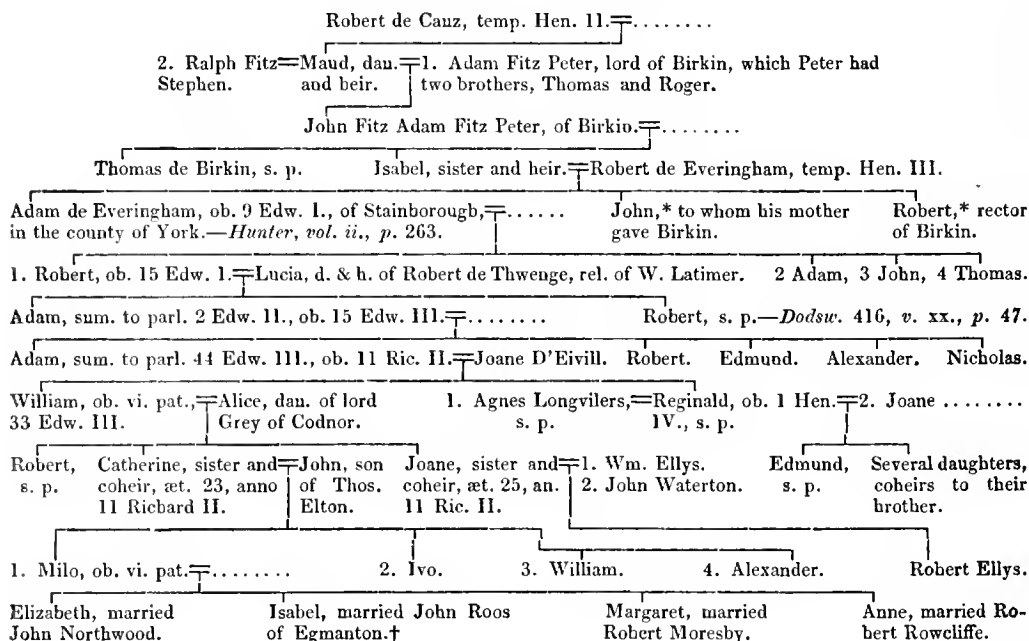 Robert de Cauz, temp. Hen. II.=........
2. Ralph Fitz=Maud, dau.=1. Adam Fitz Peter, lord of Birkin, which Peter had
Stephen. and beir. two brothers, Thomas and Roger.
John Fitz Adam Fitz Peter, of Birkio.=........
Thomas de Birkin, s. p. Isabel, sister and heir.=Robert de Everingham, temp. Hen. III.
Adam de Everingham, ob. 9 Edw. I., of Stainborougb,=...... John,* to whom his mother Robert,* rector
in the county of York.—Hunter, vol. ii., p. 263. gave Birkin. of Birkin.
1. Robert, ob. 15 Edw. I.=Lucia, d. & h. of Robert de Thwenge, rel. of W. Latimer. 2 Adam, 3 John, 4 Thomas.
Adam, sum. to parl. 2 Edw. II., ob. 15 Edw. III.=........ Robert, s. p.—Dodsw. 416, v. xx., p. 47.
Adam, sum. to parl. 44 Edw. III., ob. 11 Ric. II.=Joane D'Eivill. Robert. Edmund. Alexander. Nicholas.
William, ob. vi. pat.,=Alice, dau. of lord 1. Agnes Longvilers,=Reginald, ob. 1 Hen.=2. Joane ........
33 Edw. III. Grey of Codnor. s. p. IV., s. p.
Robert, Catherine, sister and=John, son Joane, sister and=1. Wm. Ellys. Edmund, Several daughters,
s. p. coheir, æt. 23, anno of Thos. coheir, æt. 25, an. 2. John Waterton. s. p. coheirs to their
11 Richard II. Elton. 11 Ric. II. brother.
1. Milo, ob. vi. pat.=........ 2. Ivo. 3. William. 4. Alexander. Robert Ellys.
Elizabeth, married Isabel, married John Roos Margaret, married Anne, married Ro-
John Northwood. of Egmanton.† Robert Moresby. bert Rowcliffe.